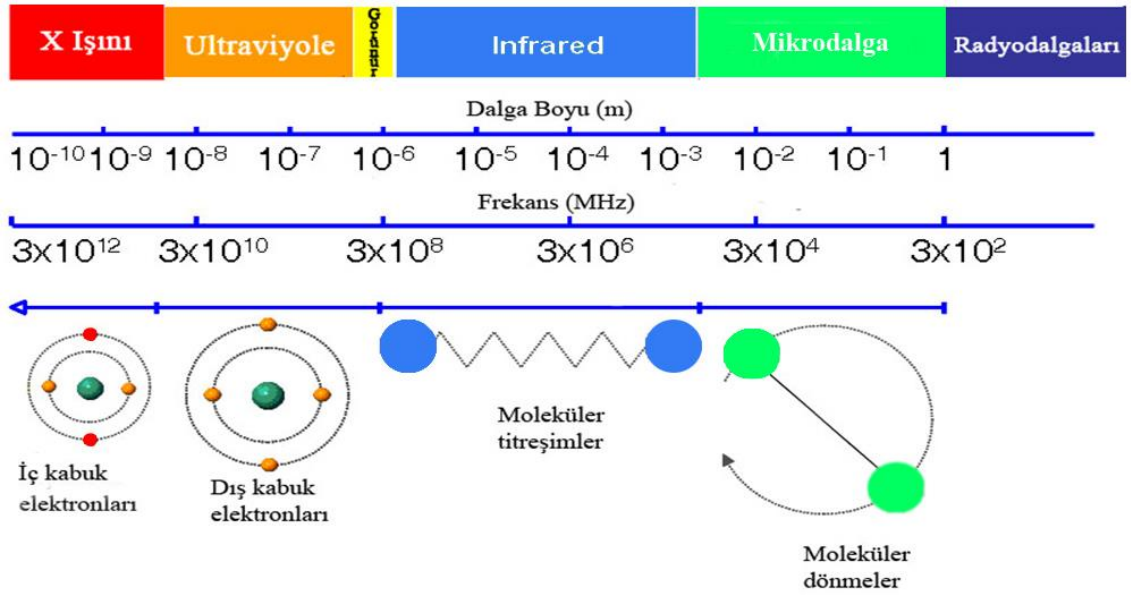 X Işını
Ultraviyole
Infrared
Mikrodalga
Radyodalgaları
Dalga Boyu (m)
10⁻¹⁰ 10⁻⁹ 10⁻⁸ 10⁻⁷ 10⁻⁶ 10⁻⁵ 10⁻⁴ 10⁻³ 10⁻² 10⁻¹ 1
Frekans (MHz)
3x10¹² 3x10¹⁰ 3x10⁸ 3x10⁶ 3x10⁴ 3x10²
İç kabuk
elektronları
Dış kabuk
elektronları
Moleküler
titreşimler
Moleküler
dönmeler